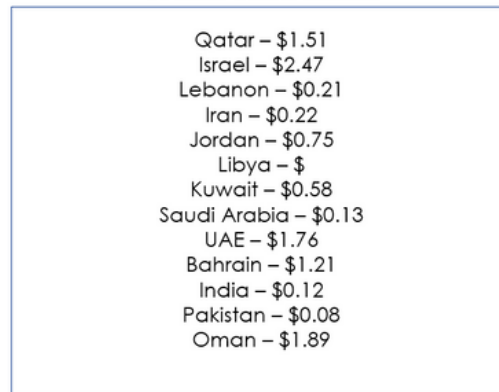 Qatar – $1.51
Israel – $2.47
Lebanon – $0.21
Iran – $0.22
Jordan – $0.75
Libya – $
Kuwait – $0.58
Saudi Arabia – $0.13
UAE – $1.76
Bahrain – $1.21
India – $0.12
Pakistan – $0.08
Oman – $1.89